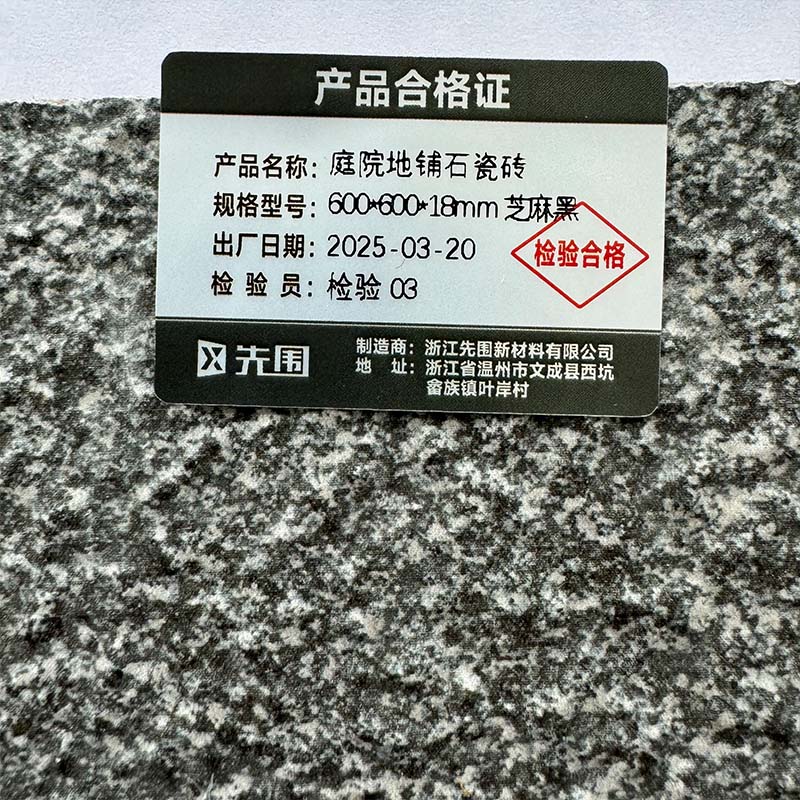 产品合格证
产品名称：庭院地铺石瓷砖
规格型号：600*600*18mm 芝麻黑
出厂日期：2025-03-20
检验合格
检 验 员：检验 03
先围
制造商：浙江先围新材料有限公司
地 址：浙江省温州市文成县西坑
畲族镇叶岸村